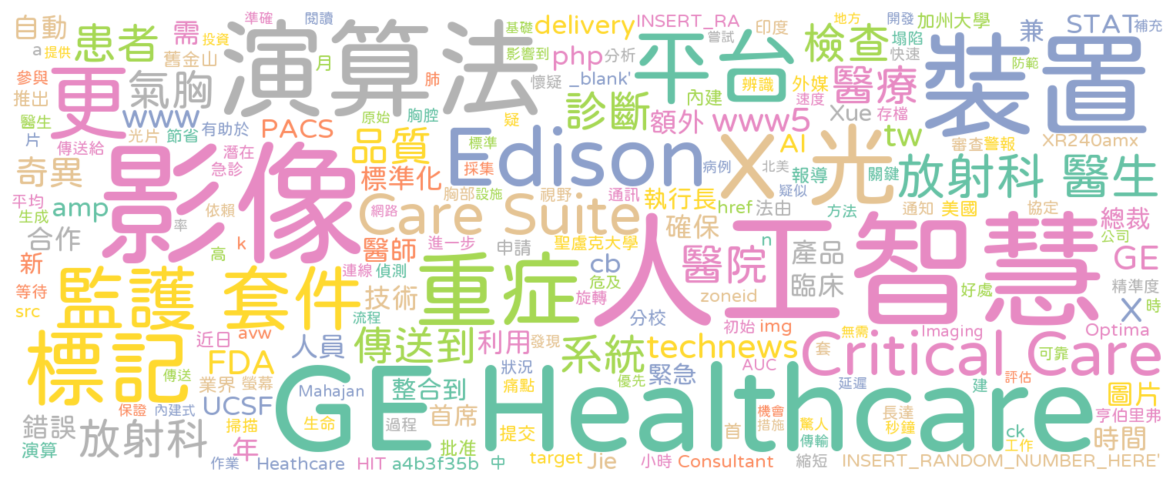 自動 患者 需 演算法 delivery INSERT_RA 印度 加州大學 兼 STAT 補充
準確 閱讀 基礎 嘗試 地方 開發
a 提供 投資 舊金山 影響到 php 分析 平台 檢查 塌陷 快速 防範
參與 推出 更 月 氣胸 肺 懷疑 _blank' 辨識 外媒 醫療 裝置
醫生 www 原始 胸腔 診斷 內建 速度 存檔
片 光片 節省 有助於 PACS 疑 標準 額外 www5 Xue tw 審查警報 XR240amx
傳送給 潛在 品質 採集 Edison 病例 AI 北美 關鍵
奇異 急診 標準化 胸部 設施 視野 通訊 執行長 疑似 報導 X 光 放射科 醫生
平均 生成 amp 影像 依賴 率 網路 Care Suite 確保 href 法由 方法 通知 美國 協定
合作 高 k 醫師 進一步 申請 聖盧克大學 n 總裁 公司
新 監護 套件 連線 偵測 重症 危及 cb 醫院 人工智慧 產品 GE
等待 技術 旋轉 zoneid 臨床 好處 精準度
src 流程 分校 X 時
近日 avw 傳送到 利用 發現 系統 初始 img 無需 Imaging Optima
標記 人員 technews 套 Critical Care 可靠
傳送 FDA 狀況 AUC 建 評估
業界 螢幕 Mahajan GE Healthcare 整合到 痛點 優先 緊急 延遲 圖片
保證 內建式 UCSF 首席 生命 機會 措施 驚人 首 長達 秒鐘 亨伯里弗
錯誤 放射科 年 掃描 過程 批准 提交 傳輸 ck 工作 時間
演算 作業 Heathcare HIT a4b3f35b 中 target Jie 小時 Consultant 縮短 INSERT_RANDOM_NUMBER_HERE'